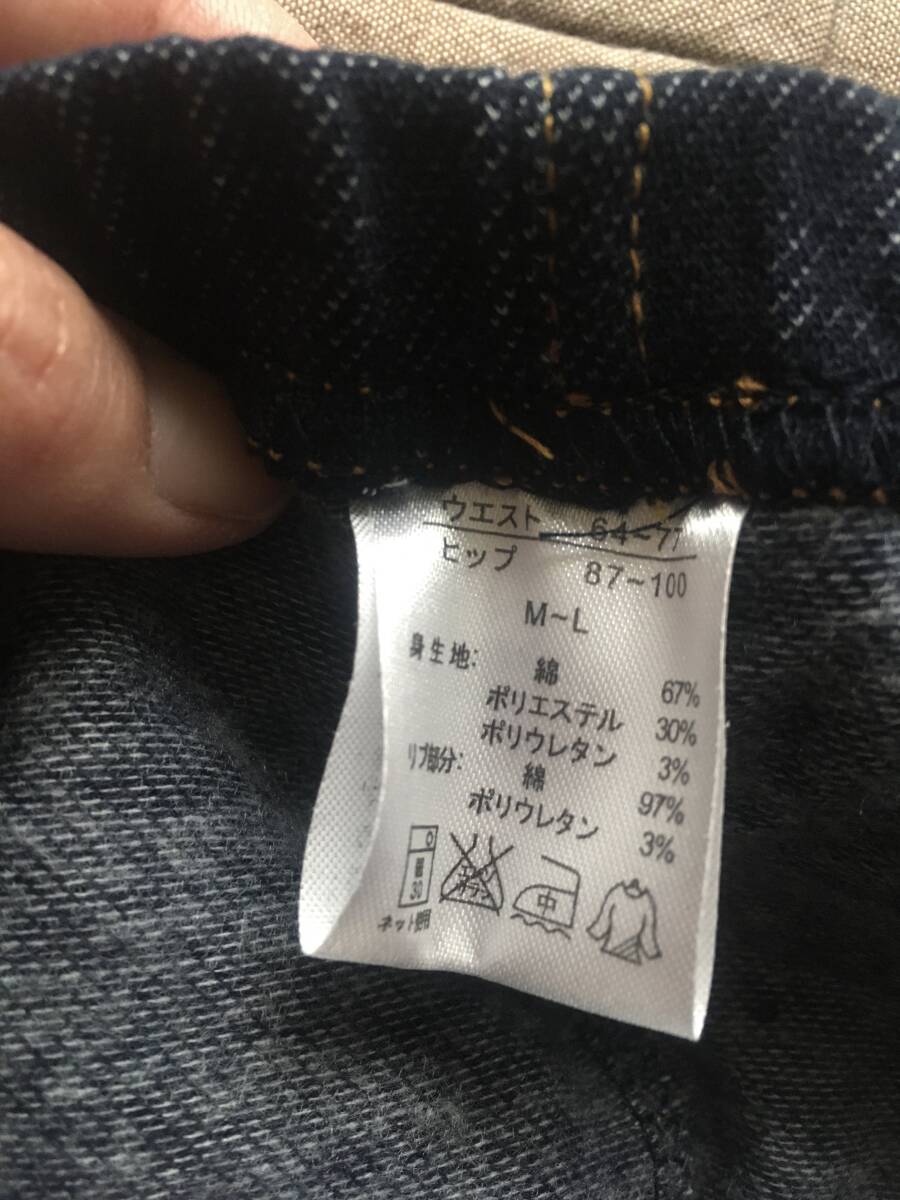 ウエスト 64~77
ヒップ 87~100
M~L
身生地: 綿 67%
ポリエステル 30%
ポリウレタン 3%
リブ部分: 綿 97%
ポリウレタン 3%
30
中
ネット使用